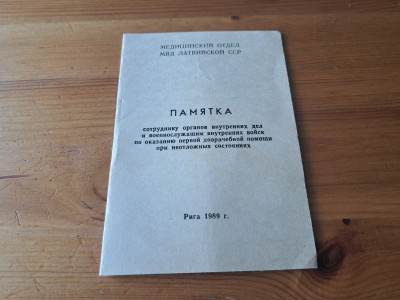 МЕДИЦИНСКИЙ ОТДЕЛ
МВД ЛАТВИЙСКОЙ ССР
ПАМЯТКА
сотруднику органов внутренних дел
и военнослужащим внутренних войск
по оказанию первой доврачебной помощи
при неотложных состояниях
Рига 1989 г.